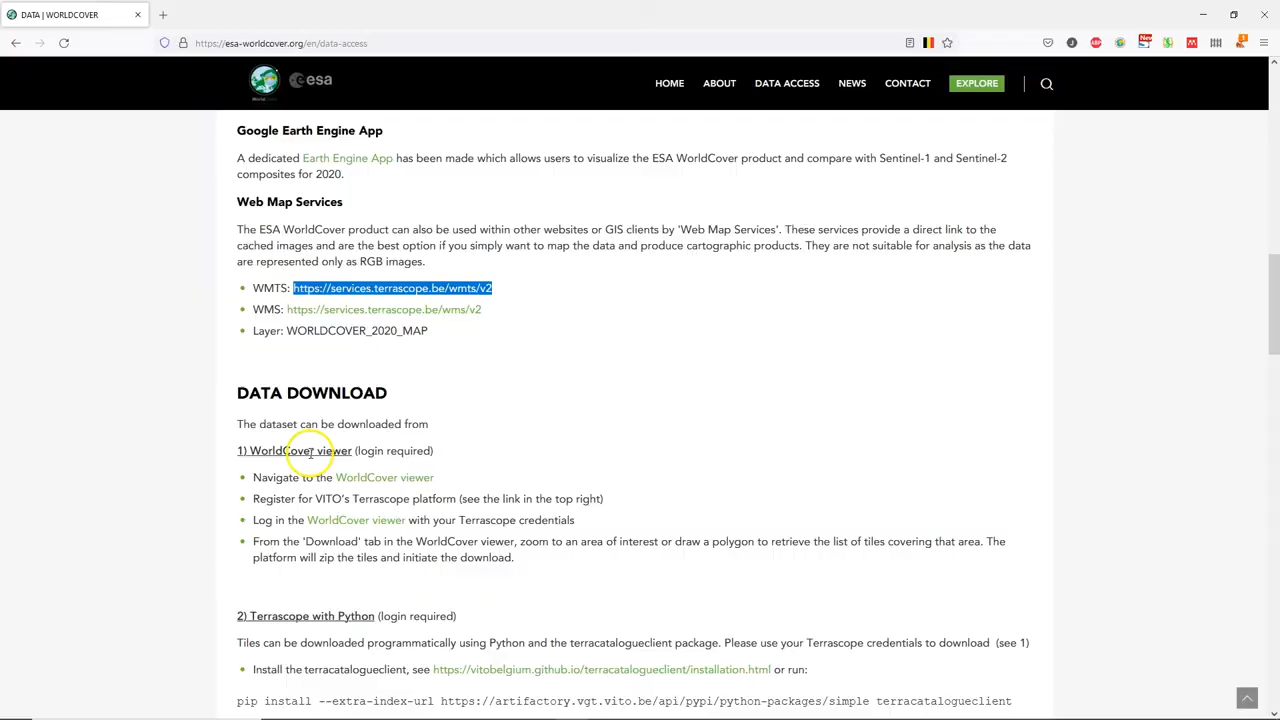 DATA | WORLDCOVER
https://esa-worldcover.org/en/data-access
esa
HOME ABOUT DATA ACCESS NEWS CONTACT EXPLORE
Google Earth Engine App
A dedicated Earth Engine App has been made which allows users to visualize the ESA WorldCover product and compare with Sentinel-1 and Sentinel-2
composites for 2020.
Web Map Services
The ESA WorldCover product can also be used within other websites or GIS clients by 'Web Map Services'. These services provide a direct link to the
cached images and are the best option if you simply want to map the data and produce cartographic products. They are not suitable for analysis as the data
are represented only as RGB images.
• WMTS: https://services.terrascope.be/wmts/v2
• WMS: https://services.terrascope.be/wms/v2
• Layer: WORLDCOVER_2020_MAP
DATA DOWNLOAD
The dataset can be downloaded from
1) WorldCover viewer (login required)
• Navigate to the WorldCover viewer
• Register for VITO’s Terrascope platform (see the link in the top right)
• Log in the WorldCover viewer with your Terrascope credentials
• From the 'Download' tab in the WorldCover viewer, zoom to an area of interest or draw a polygon to retrieve the list of tiles covering that area. The
platform will zip the tiles and initiate the download.
2) Terrascope with Python (login required)
Tiles can be downloaded programmatically using Python and the terracatalogueclient package. Please use your Terrascope credentials to download (see 1)
• Install the terracatalogueclient, see https://vitobelgium.github.io/terracatalogueclient/installation.html or run:
pip install --extra-index-url https://artifactory.vgt.vito.be/api/pypi/python-packages/simple terracatalogueclient